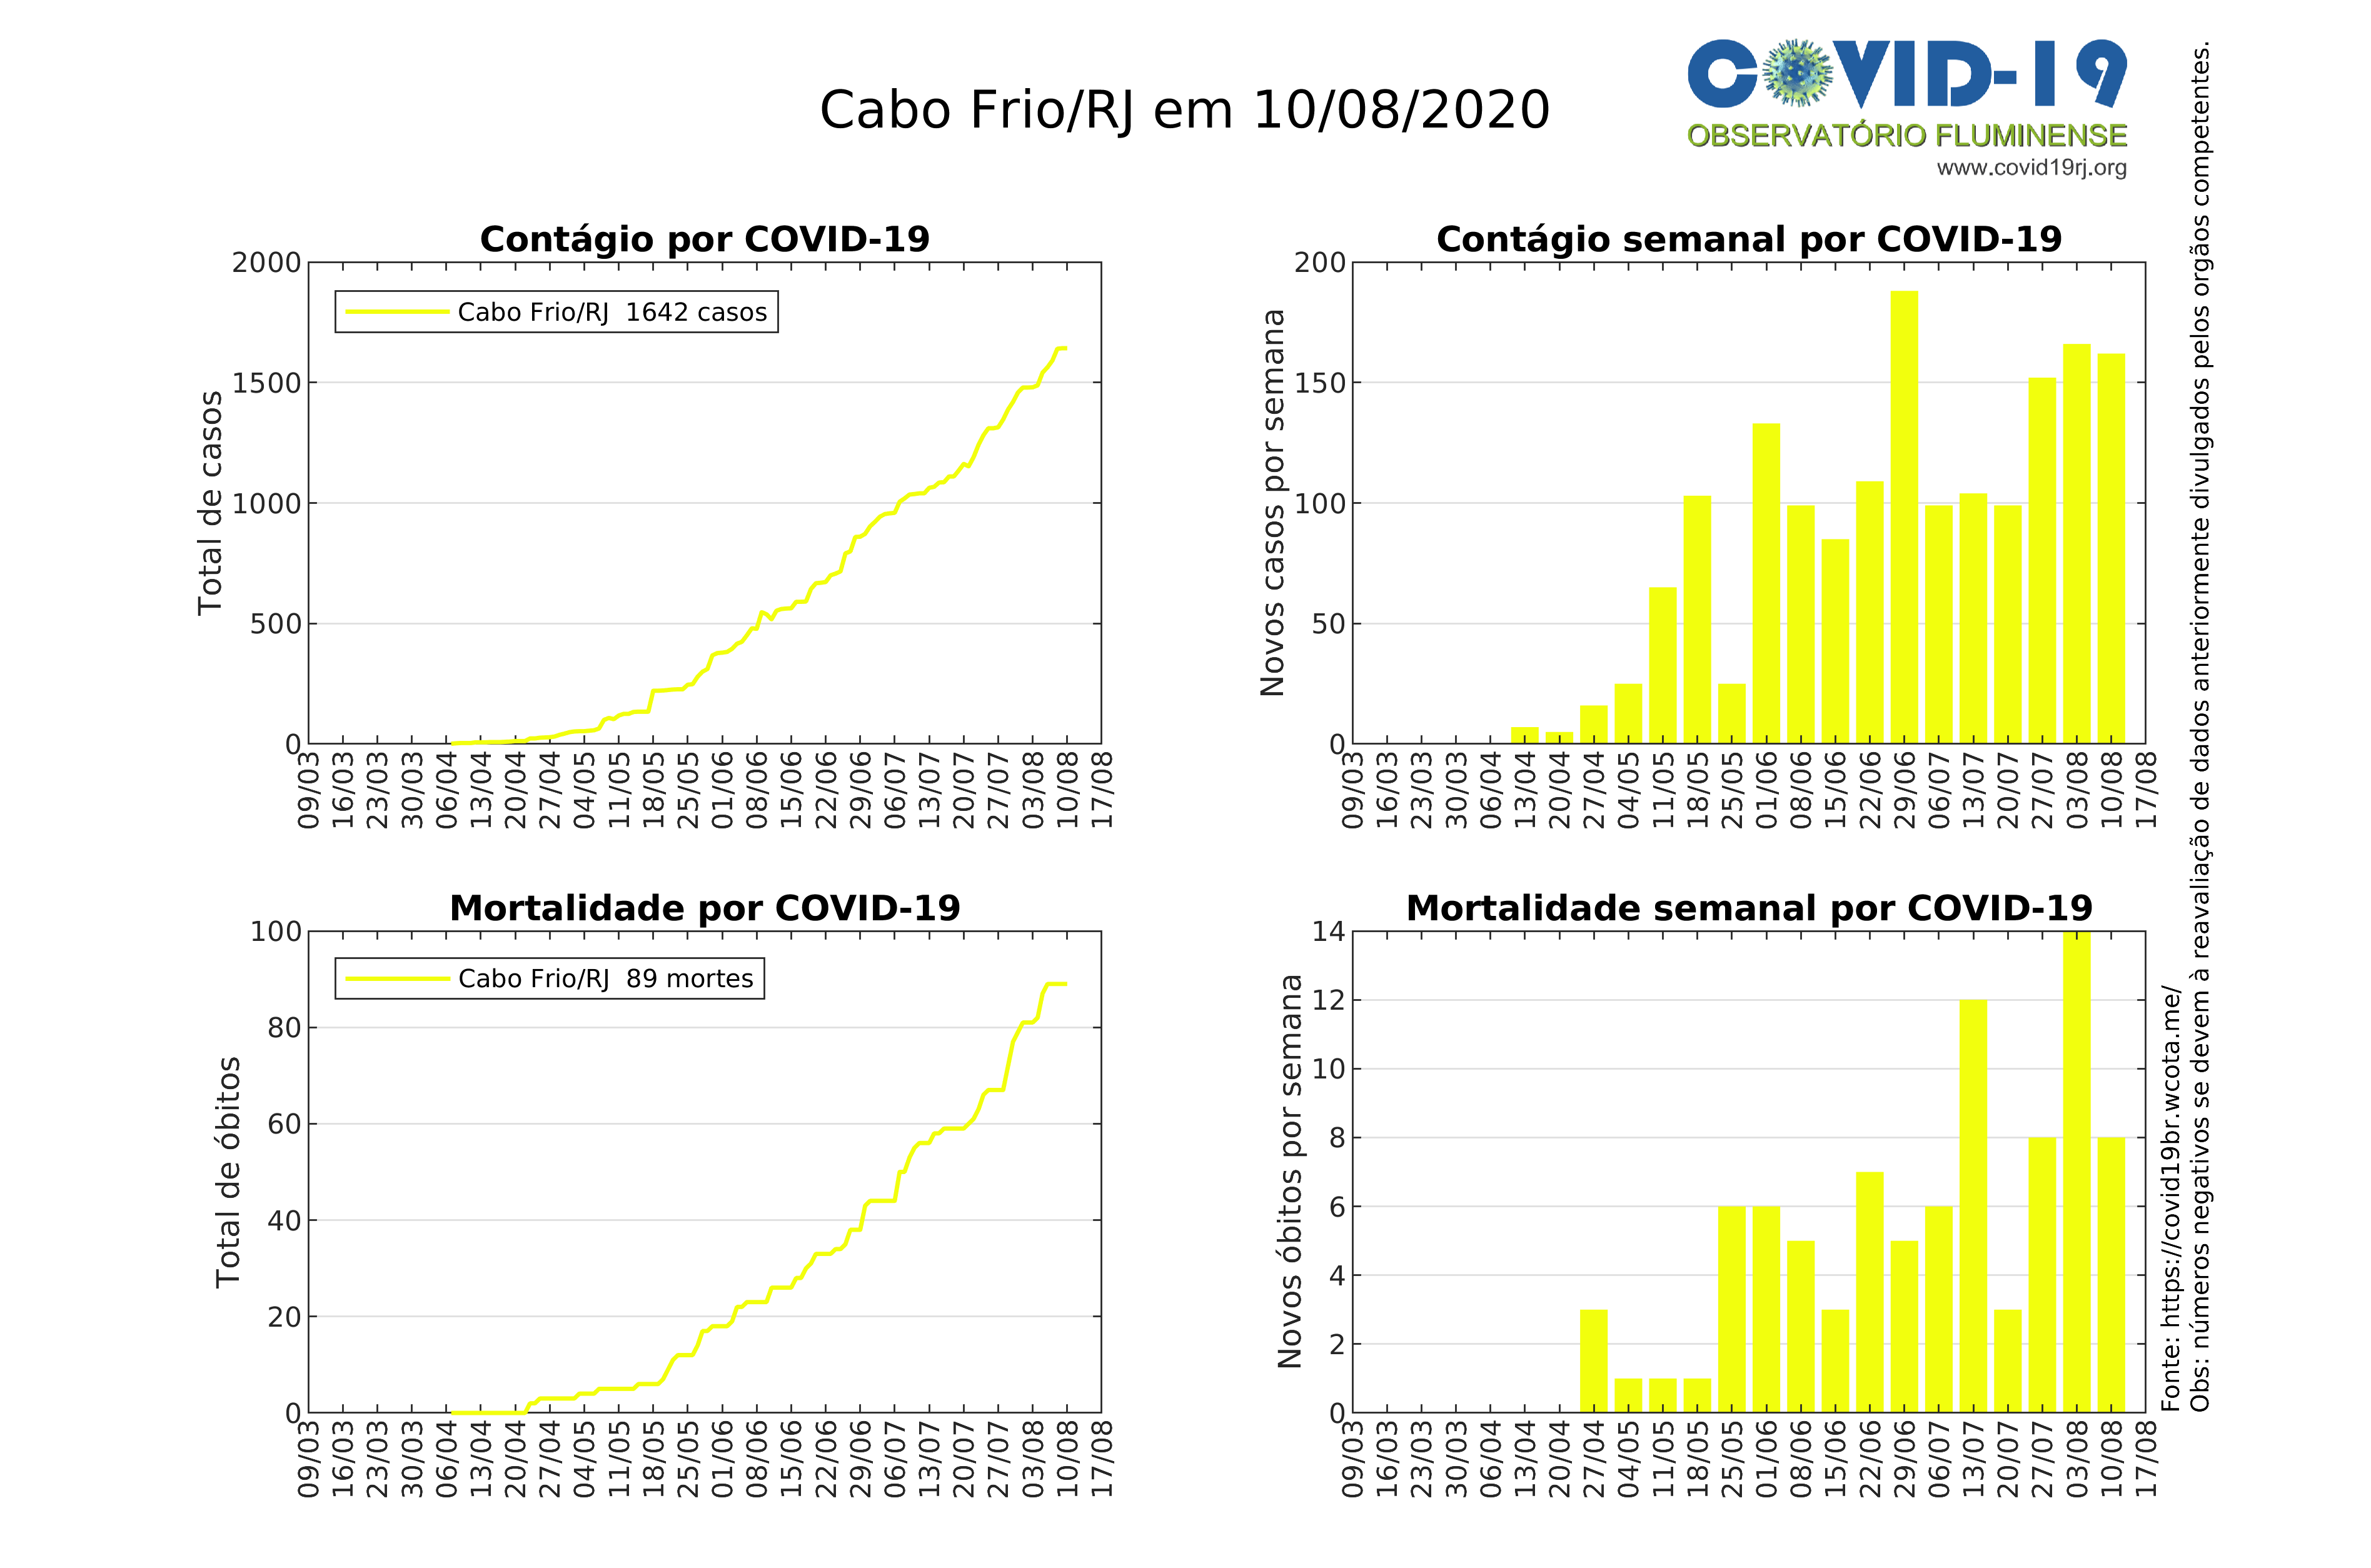 Cabo Frio/RJ em 10/08/2020
COVID-19
OBSERVATÓRIO FLUMINENSE
www.covid19rj.org
Contágio por COVID-19
Total de casos
2000
1500
1000
500
0
Cabo Frio/RJ 1642 casos
09/03 16/03 23/03 30/03 06/04 13/04 20/04 27/04 04/05 11/05 18/05 25/05 01/06 08/06 15/06 22/06 29/06 06/07 13/07 20/07 27/07 03/08 10/08 17/08
Contágio semanal por COVID-19
Novos casos por semana
200
150
100
50
0
09/03 16/03 23/03 30/03 06/04 13/04 20/04 27/04 04/05 11/05 18/05 25/05 01/06 08/06 15/06 22/06 29/06 06/07 13/07 20/07 27/07 03/08 10/08 17/08
Mortalidade por COVID-19
Total de óbitos
100
80
60
40
20
0
Cabo Frio/RJ 89 mortes
09/03 16/03 23/03 30/03 06/04 13/04 20/04 27/04 04/05 11/05 18/05 25/05 01/06 08/06 15/06 22/06 29/06 06/07 13/07 20/07 27/07 03/08 10/08 17/08
Mortalidade semanal por COVID-19
Novos óbitos por semana
14
12
10
8
6
4
2
0
09/03 16/03 23/03 30/03 06/04 13/04 20/04 27/04 04/05 11/05 18/05 25/05 01/06 08/06 15/06 22/06 29/06 06/07 13/07 20/07 27/07 03/08 10/08 17/08
Fonte: https://covid19br.wcota.me/
Obs: números negativos se devem à reavaliação de dados anteriormente divulgados pelos orgãos competentes.